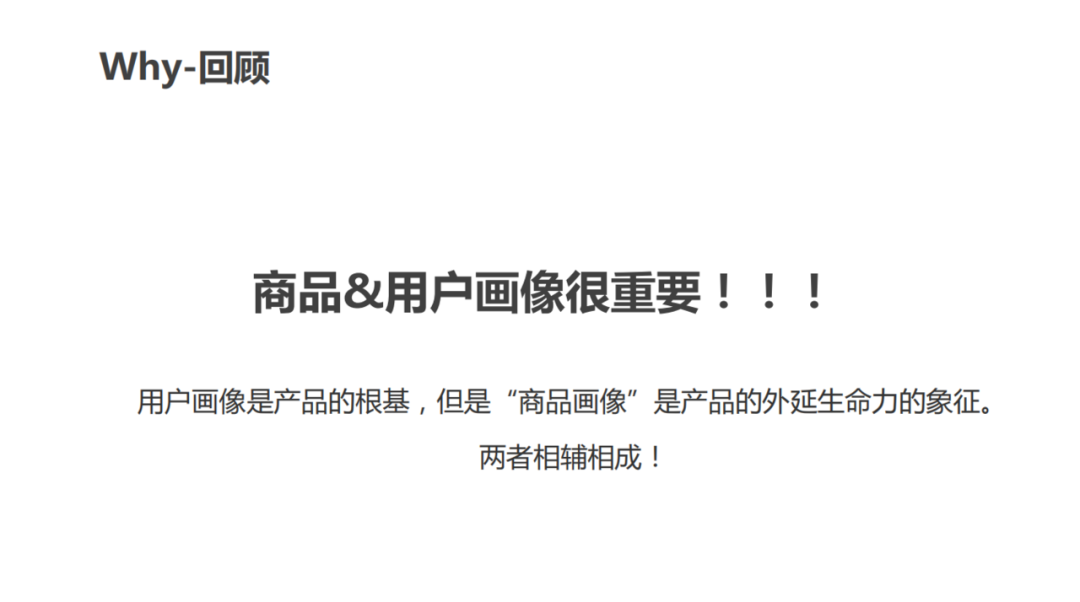 Why-回顾
商品&用户画像很重要！！！
用户画像是产品的根基，但是“商品画像”是产品的外延生命力的象征。
两者相辅相成！